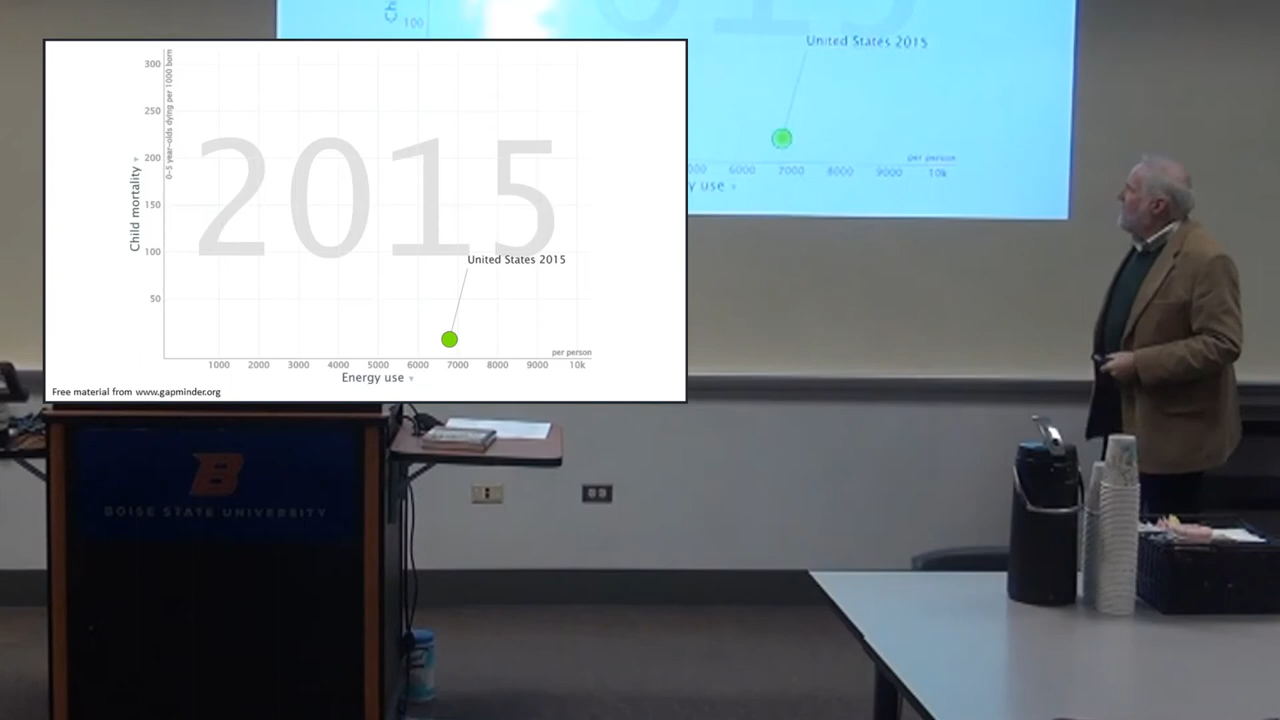 300
250
200
150
100
50
0-5 year-olds dying per 1000 born
Child mortality
2015
United States 2015
per person
1000 2000 3000 4000 5000 6000 7000 8000 9000 10k
Energy use
Free material from www.gapminder.org
100
2015
United States 2015
per person
6000 7000 8000 9000 10k
use
B
BOISE STATE UNIVERSITY